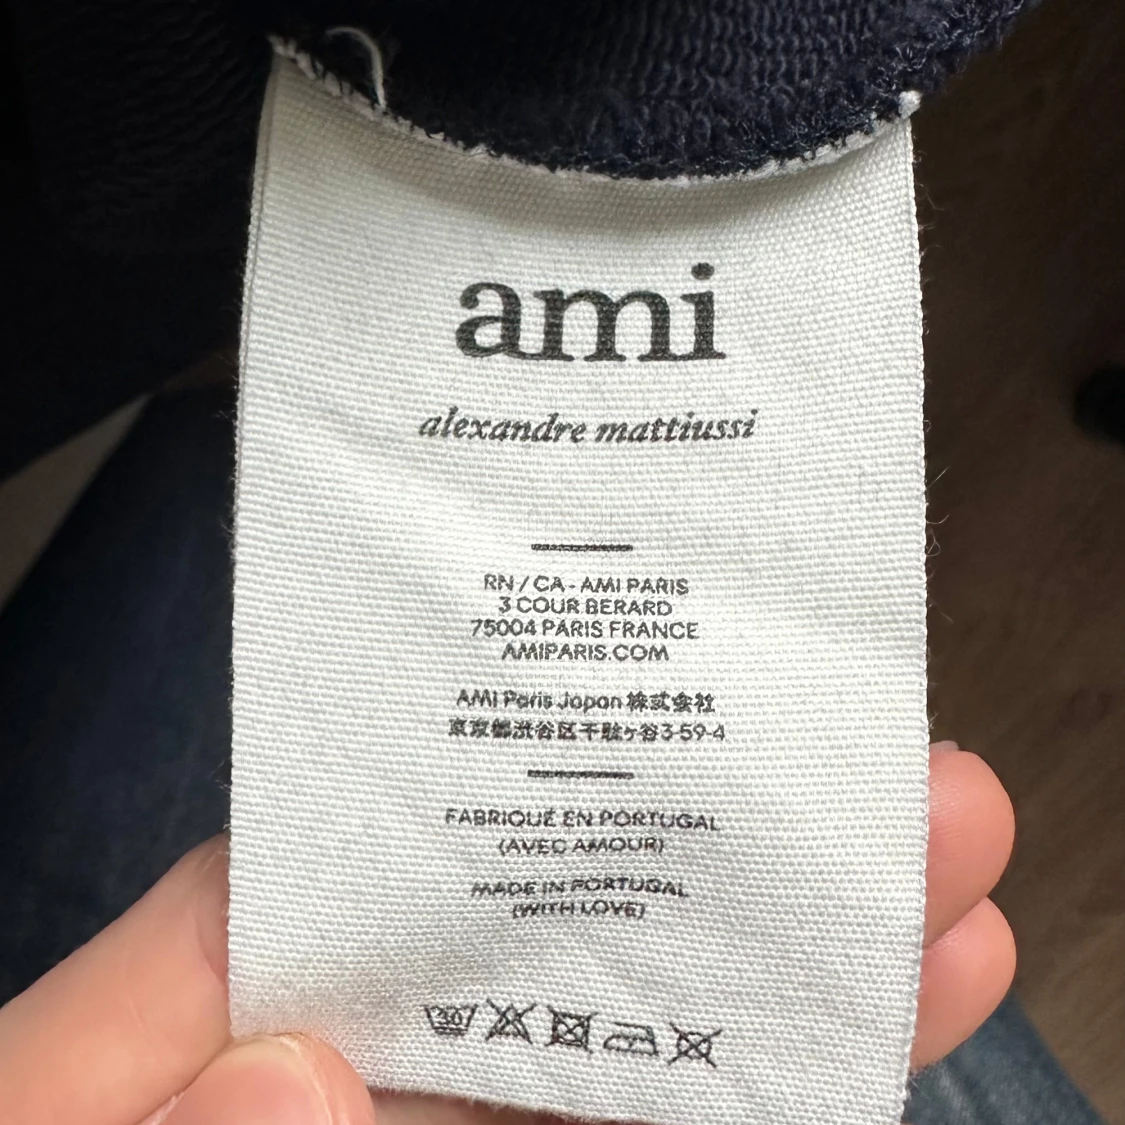 ami
alexandre mattiussi
RN / CA - AMI PARIS
3 COUR BERARD
75004 PARIS FRANCE
AMIPARIS.COM
AMI Paris Japan 株式会社
東京都渋谷区千駄ヶ谷3-59-4
FABRIQUÉ EN PORTUGAL
(AVEC AMOUR)
MADE IN PORTUGAL
(WITH LOVE)
30